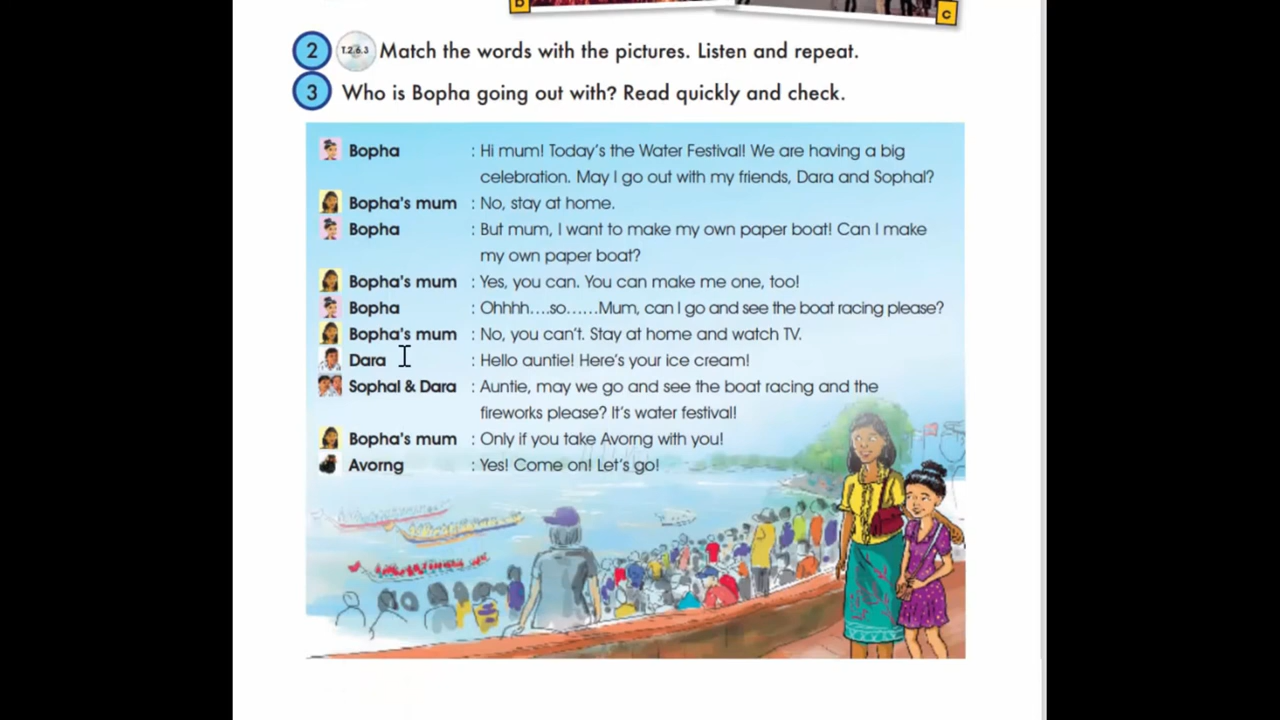 b
c
2 T.2.6.3 Match the words with the pictures. Listen and repeat.
3 Who is Bopha going out with? Read quickly and check.
Bopha : Hi mum! Today's the Water Festival! We are having a big
celebration. May I go out with my friends, Dara and Sophal?
Bopha's mum : No, stay at home.
Bopha : But mum, I want to make my own paper boat! Can I make
my own paper boat?
Bopha's mum : Yes, you can. You can make me one, too!
Bopha : Ohhhh....so......Mum, can I go and see the boat racing please?
Bopha's mum : No, you can't. Stay at home and watch TV.
Dara : Hello auntie! Here's your ice cream!
Sophal & Dara : Auntie, may we go and see the boat racing and the
fireworks please? It's water festival!
Bopha's mum : Only if you take Avorng with you!
Avorng : Yes! Come on! Let's go!